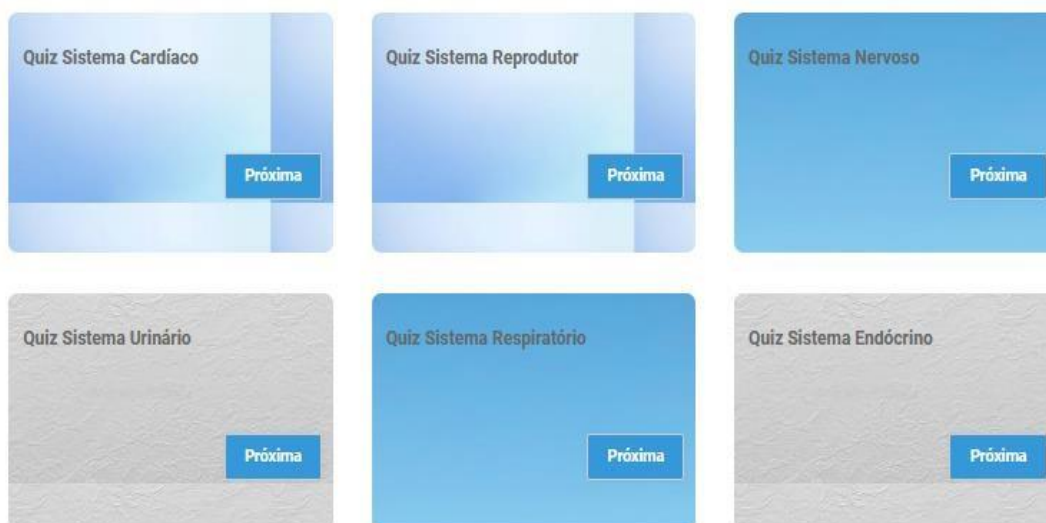 Quiz Sistema Cardíaco
Próxima
Quiz Sistema Reprodutor
Próxima
Quiz Sistema Nervoso
Próxima
Quiz Sistema Urinário
Próxima
Quiz Sistema Respiratório
Próxima
Quiz Sistema Endócrino
Próxima